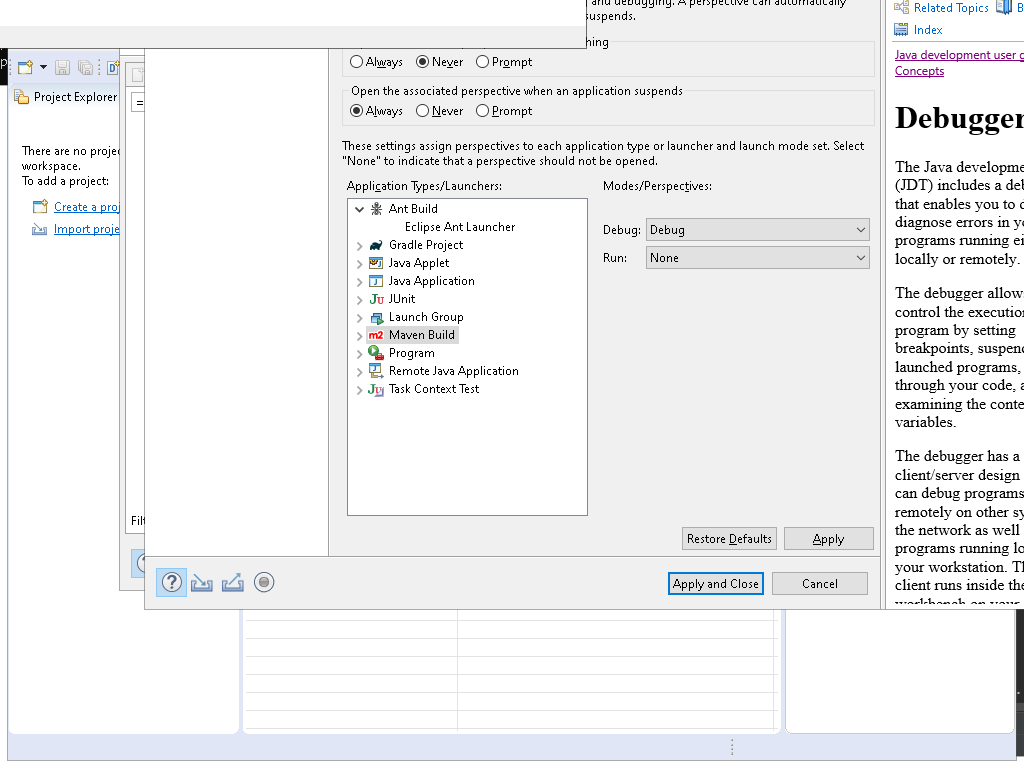 and debugging. A perspective can automatically
suspends.
Always Never Prompt
Open the associated perspective when an application suspends
Always Never Prompt
These settings assign perspectives to each application type or launcher and launch mode set. Select
"None" to indicate that a perspective should not be opened.
Application Types/Launchers:
Modes/Perspectives:
Ant Build
Eclipse Ant Launcher
Gradle Project
Java Applet
Java Application
JUnit
Launch Group
Maven Build
Program
Remote Java Application
Task Context Test
Debug: Debug
Run: None
Restore Defaults
Apply
Apply and Close
Cancel
Project Explorer
There are no proje
workspace.
To add a project:
Create a proj
Import proje
=
Filt
Related Topics
B
Index
Java development user g
Concepts
Debugger
The Java developme
(JDT) includes a deb
that enables you to d
diagnose errors in yo
programs running ei
locally or remotely.
The debugger allows
control the execution
program by setting
breakpoints, suspend
launched programs,
through your code, a
examining the conte
variables.
The debugger has a
client/server design
can debug programs
remotely on other sy
the network as well
programs running lo
your workstation. Th
client runs inside the
workbench on your